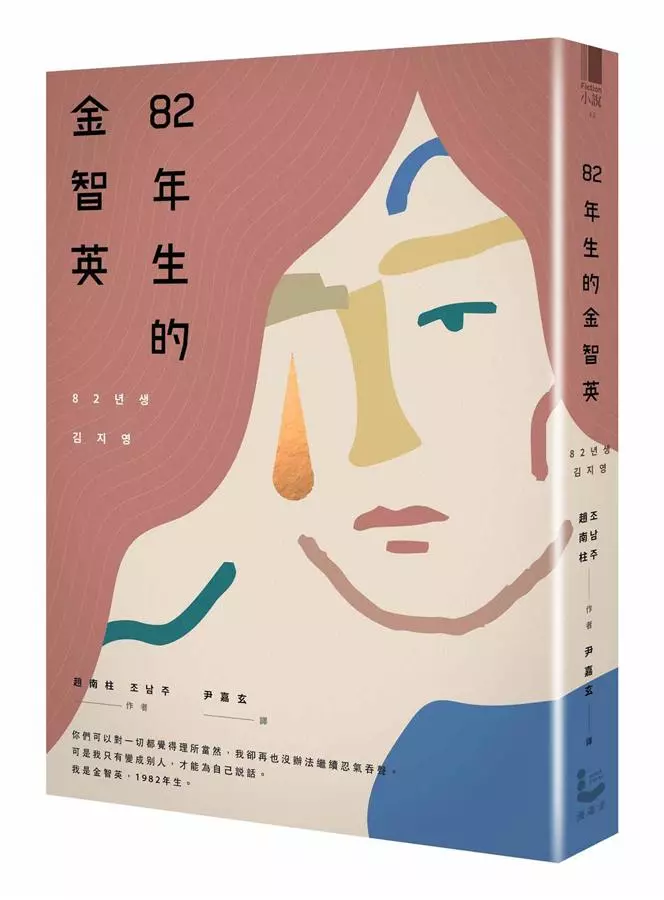 82年生的
金智英
82년생
김지영
趙南柱 조남주
作者
尹嘉玄
譯
你們可以對一切都覺得理所當然，我卻再也沒辦法繼續忍氣吞聲。
可是我只有變成別人，才能為自己說話。
我是金智英，1982年生。
Fiction
小說
82年生的金智英
82년생
김지영
趙南柱
조남주
作者
尹嘉玄
譯